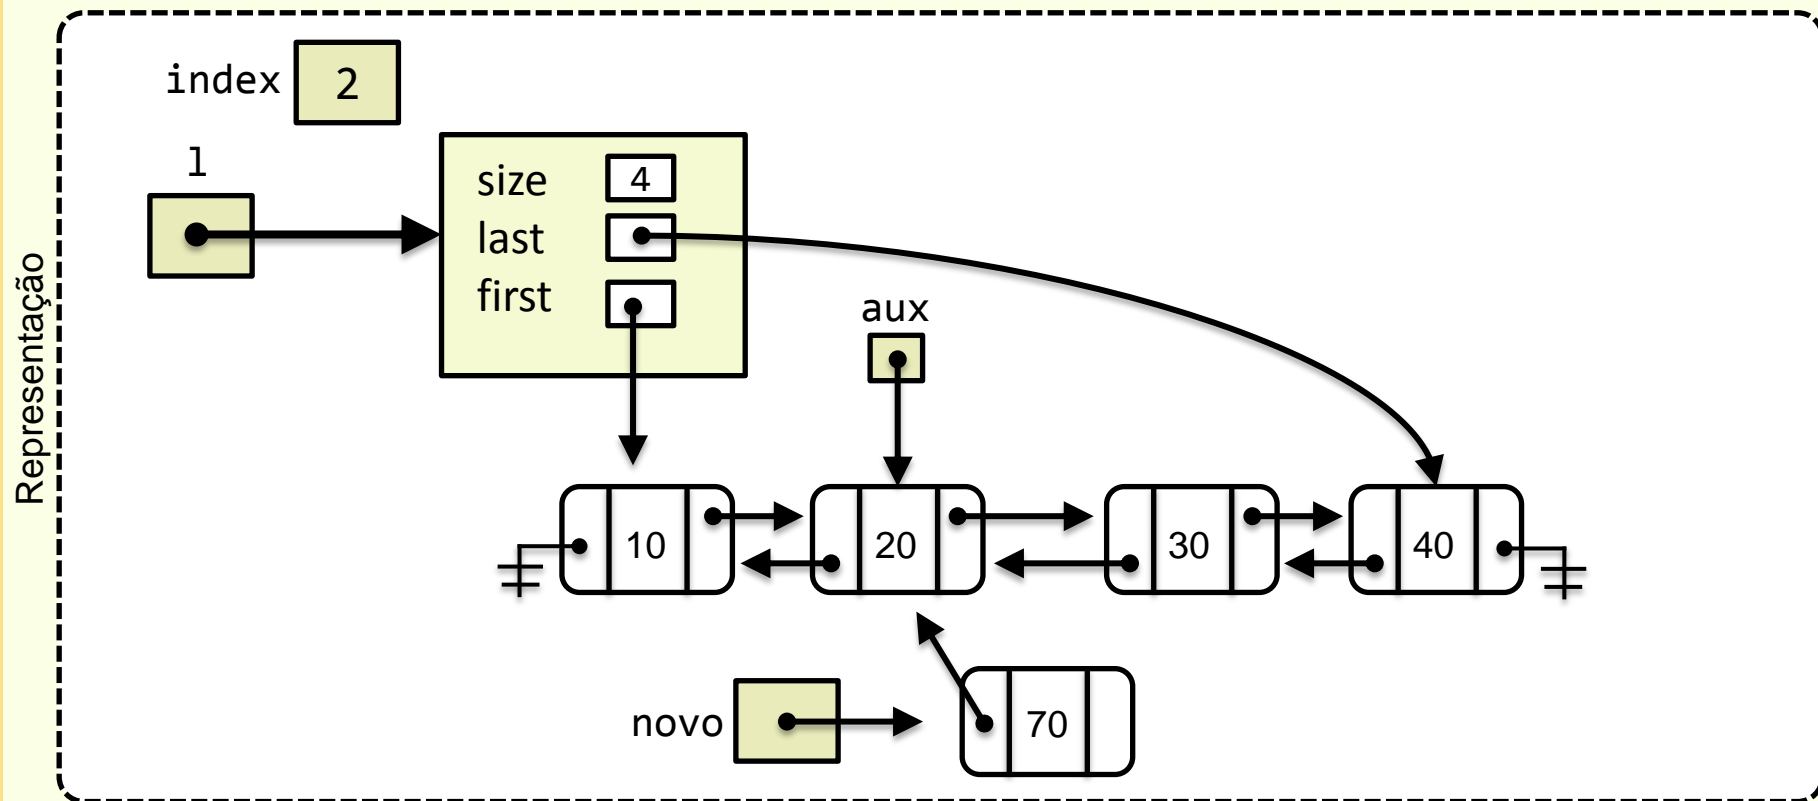 Representação
index 2
l
size 4
last
first
aux
10 20 30 40
novo 70